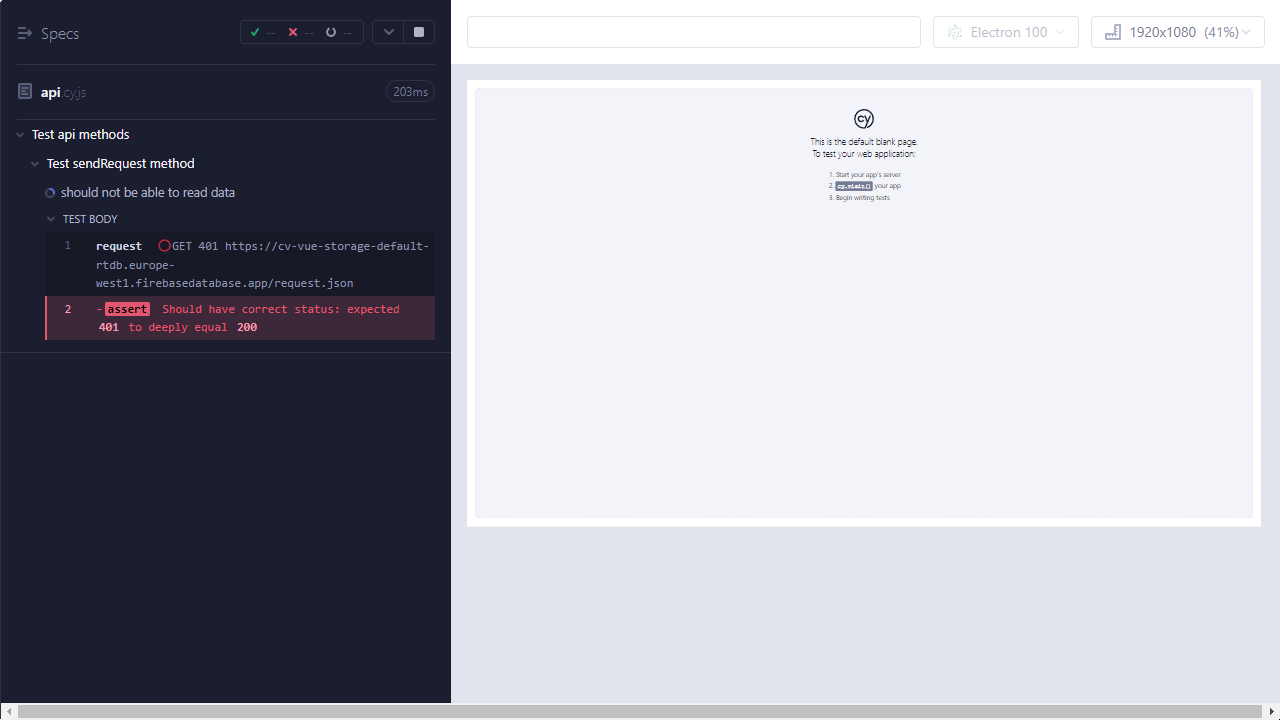 Specs
-- -- --
api.cy.js
203ms
Test api methods
Test sendRequest method
should not be able to read data
TEST BODY
1 request GET 401 https://cv-vue-storage-default-
rtdb.europe-
west1.firebasedatabase.app/request.json
2 -assert Should have correct status: expected
401 to deeply equal 200
Electron 100
1920x1080 (41%)
cy
This is the default blank page.
To test your web application:
1. Start your app's server
2. cy.visit() your app
3. Begin writing tests